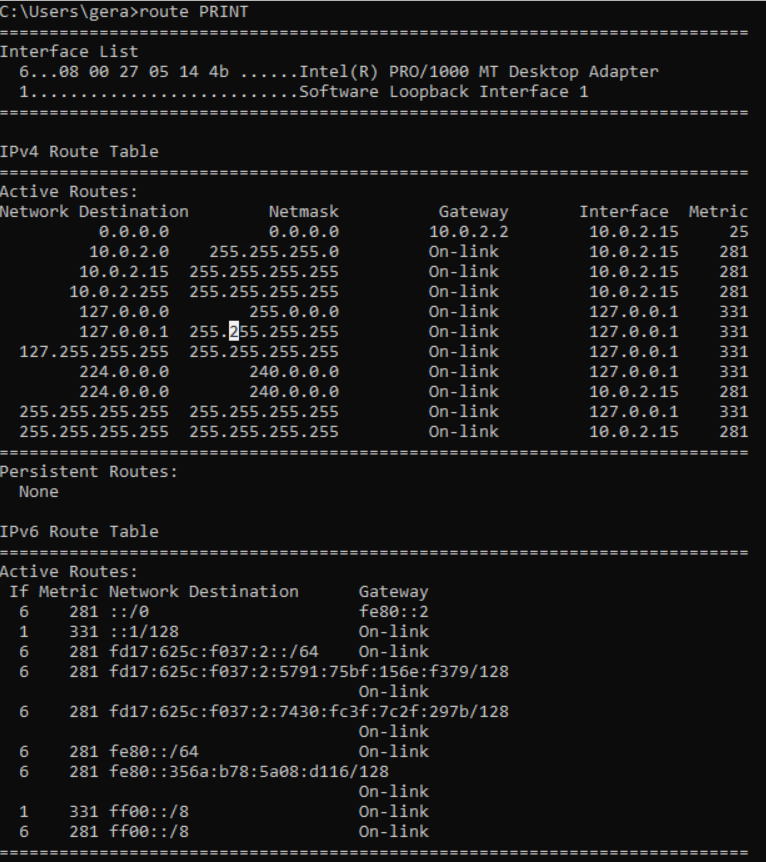 C:\Users\gera>route PRINT
===========================================================================
Interface List
  6...08 00 27 05 14 4b ......Intel(R) PRO/1000 MT Desktop Adapter
  1...........................Software Loopback Interface 1
===========================================================================

IPv4 Route Table
===========================================================================
Active Routes:
Network Destination        Netmask          Gateway       Interface  Metric
          0.0.0.0          0.0.0.0         10.0.2.2        10.0.2.15     25
         10.0.2.0    255.255.255.0         On-link         10.0.2.15    281
        10.0.2.15  255.255.255.255         On-link         10.0.2.15    281
       10.0.2.255  255.255.255.255         On-link         10.0.2.15    281
        127.0.0.0        255.0.0.0         On-link         127.0.0.1    331
        127.0.0.1  255.255.255.255         On-link         127.0.0.1    331
  127.255.255.255  255.255.255.255         On-link         127.0.0.1    331
        224.0.0.0        240.0.0.0         On-link         127.0.0.1    331
        224.0.0.0        240.0.0.0         On-link         10.0.2.15    281
  255.255.255.255  255.255.255.255         On-link         127.0.0.1    331
  255.255.255.255  255.255.255.255         On-link         10.0.2.15    281
===========================================================================
Persistent Routes:
  None

IPv6 Route Table
===========================================================================
Active Routes:
 If Metric Network Destination      Gateway
  6    281 ::/0                     fe80::2
  1    331 ::1/128                  On-link
  6    281 fd17:625c:f037:2::/64    On-link
  6    281 fd17:625c:f037:2:5791:75bf:156e:f379/128
                                    On-link
  6    281 fd17:625c:f037:2:7430:fc3f:7c2f:297b/128
                                    On-link
  6    281 fe80::/64                On-link
  6    281 fe80::356a:b78:5a08:d116/128
                                    On-link
  1    331 ff00::/8                 On-link
  6    281 ff00::/8                 On-link
===========================================================================